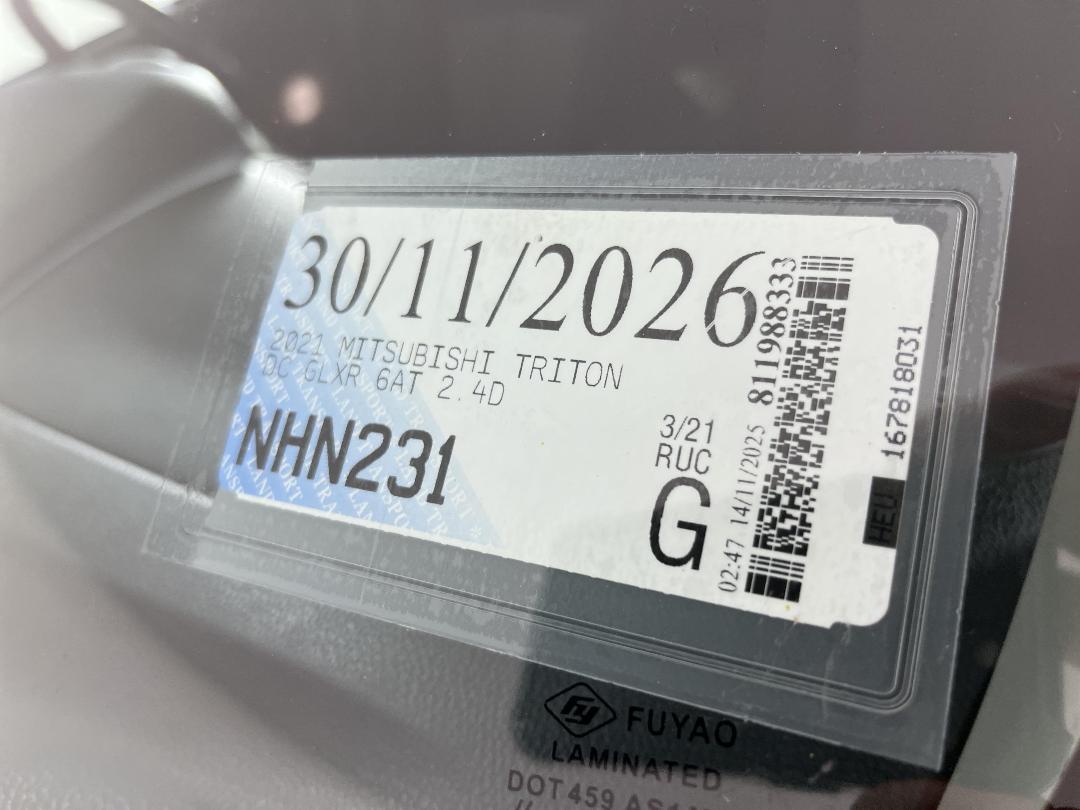 30/11/2026
2021 MITSUBISHI TRITON
DC GLXR 6AT 2.4D
NHN231
3/21
RUC
G
02:47 14/11/2025 811988333
167818031
HEU
FUYAO
LAMINATED
DOT459